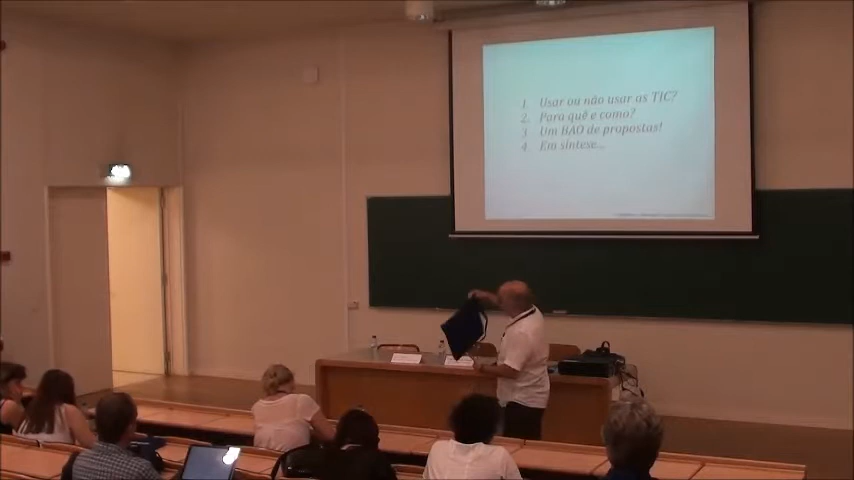 1. Usar ou não usar as TIC?
2. Para quê e como?
3 Um BAO de propostas!
4 Em síntese...